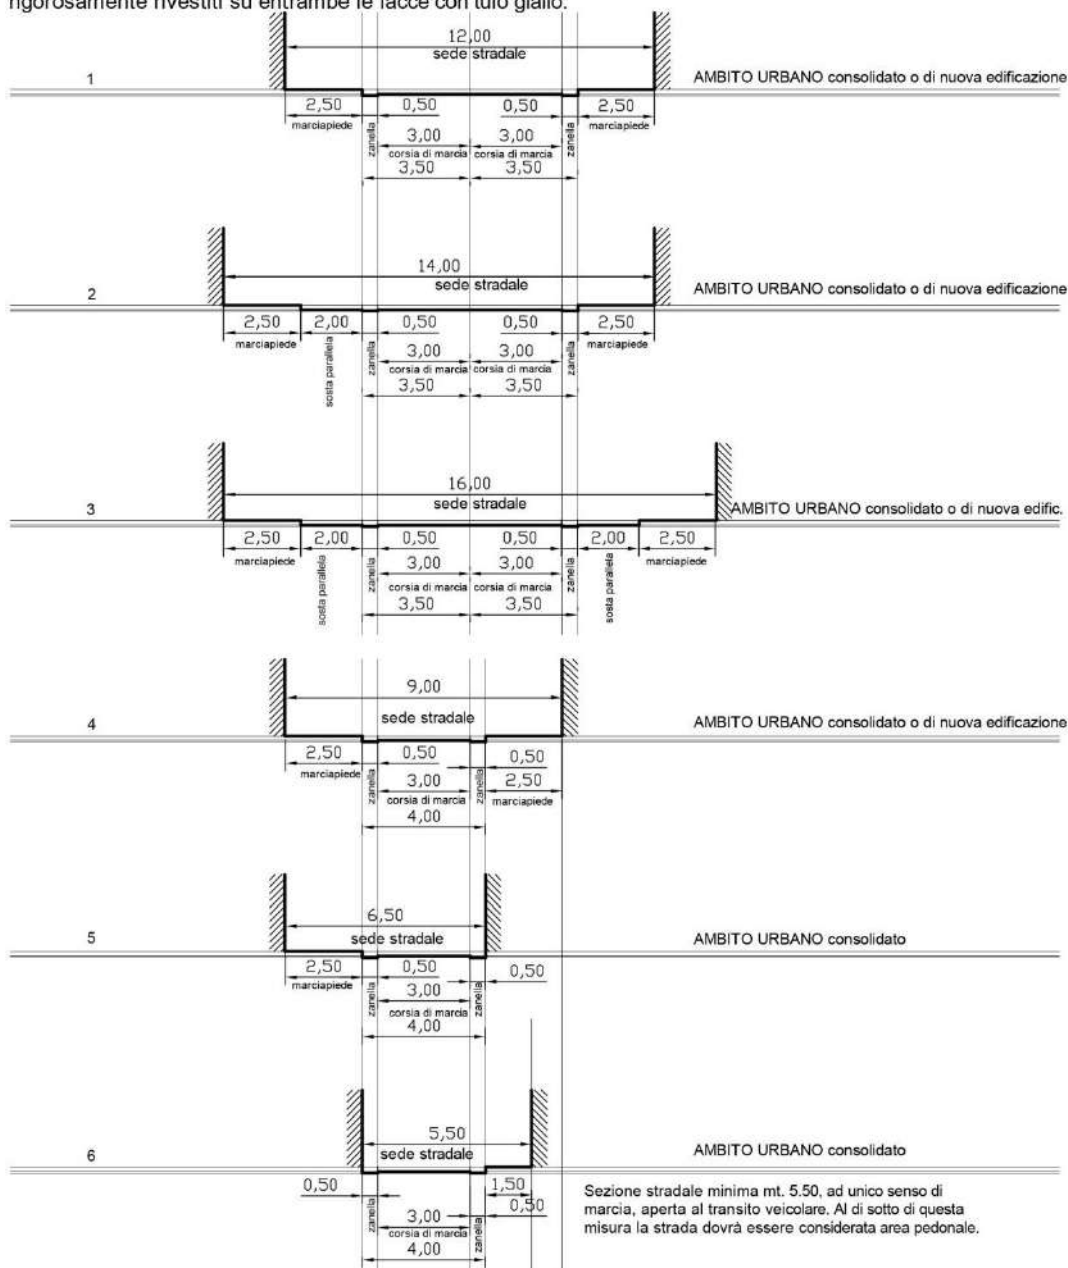 rigorosamente rivestiti su entrambe le facce con tufo giallo.
12,00
sede stradale
1
AMBITO URBANO consolidato o di nuova edificazione
2,50 0,50 0,50 2,50
marciapiede marciapiede
zanella zanella
3,00 3,00
corsia di marcia corsia di marcia
3,50 3,50
14,00
sede stradale
2
AMBITO URBANO consolidato o di nuova edificazione
2,50 2,00 0,50 0,50 2,50
marciapiede marciapiede
sosta parallela zanella zanella
3,00 3,00
corsia di marcia corsia di marcia
3,50 3,50
16,00
sede stradale
3
AMBITO URBANO consolidato o di nuova edific.
2,50 2,00 0,50 0,50 2,00 2,50
marciapiede marciapiede
sosta parallela zanella zanella sosta parallela
3,00 3,00
corsia di marcia corsia di marcia
3,50 3,50
9,00
sede stradale
4
AMBITO URBANO consolidato o di nuova edificazione
2,50 0,50 0,50
marciapiede
zanella zanella
3,00 2,50
corsia di marcia marciapiede
4,00
6,50
sede stradale
5
AMBITO URBANO consolidato
2,50 0,50 0,50
marciapiede
zanella zanella
3,00
corsia di marcia
4,00
5,50
sede stradale
6
AMBITO URBANO consolidato
0,50 1,50
0,50
zanella zanella
3,00
corsia di marcia
4,00
Sezione stradale minima mt. 5.50, ad unico senso di
marcia, aperta al transito veicolare. Al di sotto di questa
misura la strada dovrà essere considerata area pedonale.